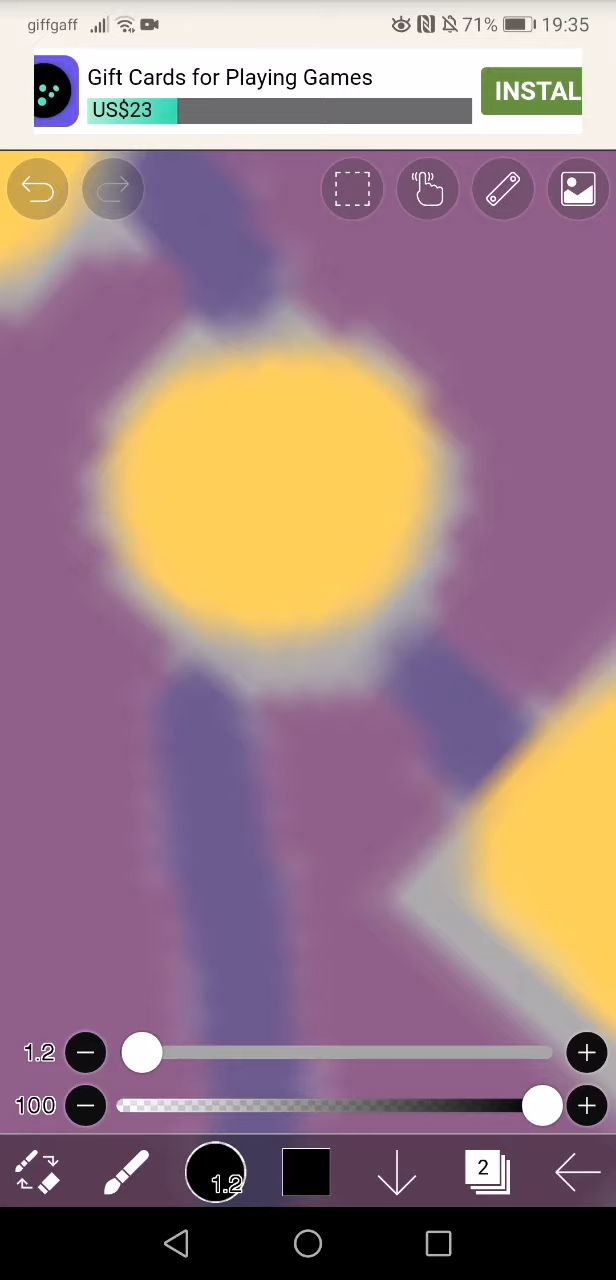 giffgaff 71% 19:35
Gift Cards for Playing Games
US$23
INSTAL
1.2
100
1.2
2